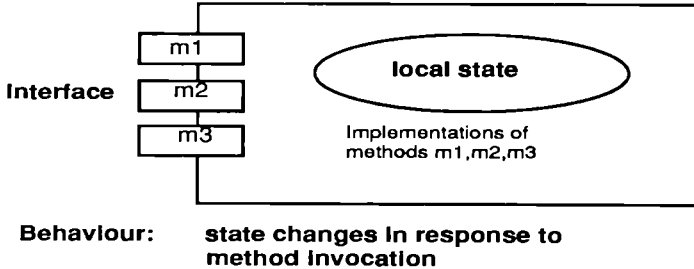 m1
local state
Interface
m2
m3
Implementations of
methods m1,m2,m3
Behaviour: state changes in response to
method invocation